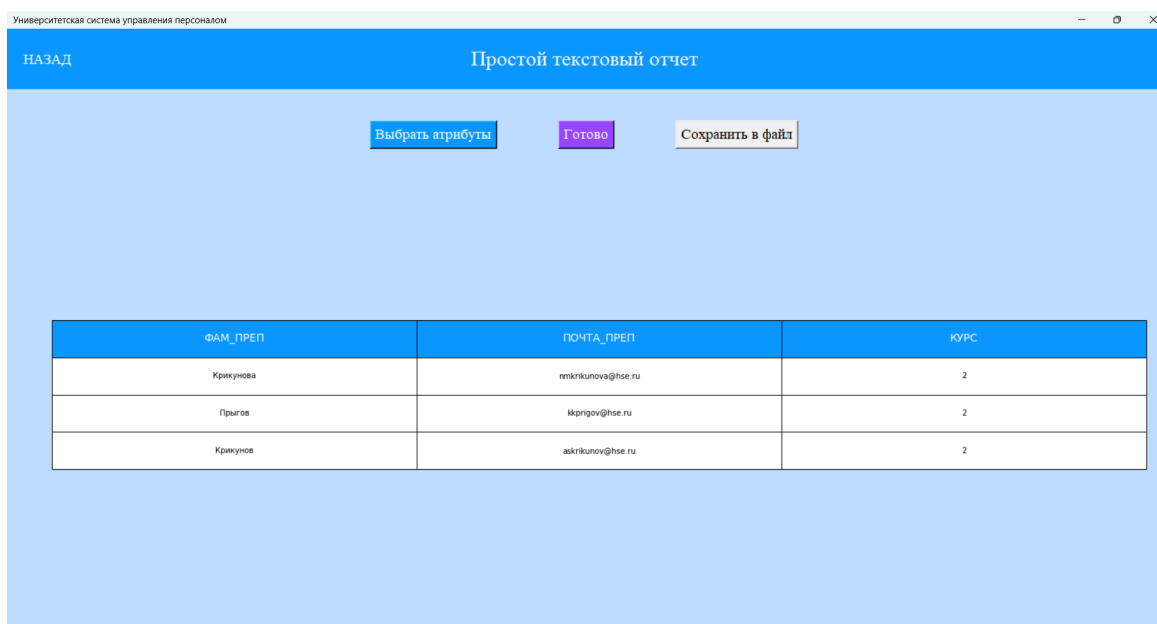 Университетская система управления персоналом
НАЗАД Простой текстовый отчет
Выбрать атрибуты Готово Сохранить в файл
ФАМ_ПРЕП ПОЧТА_ПРЕП КУРС
Крикунова nmkrikunova@hse.ru 2
Прыгов kkprigov@hse.ru 2
Крикунов askrikunov@hse.ru 2